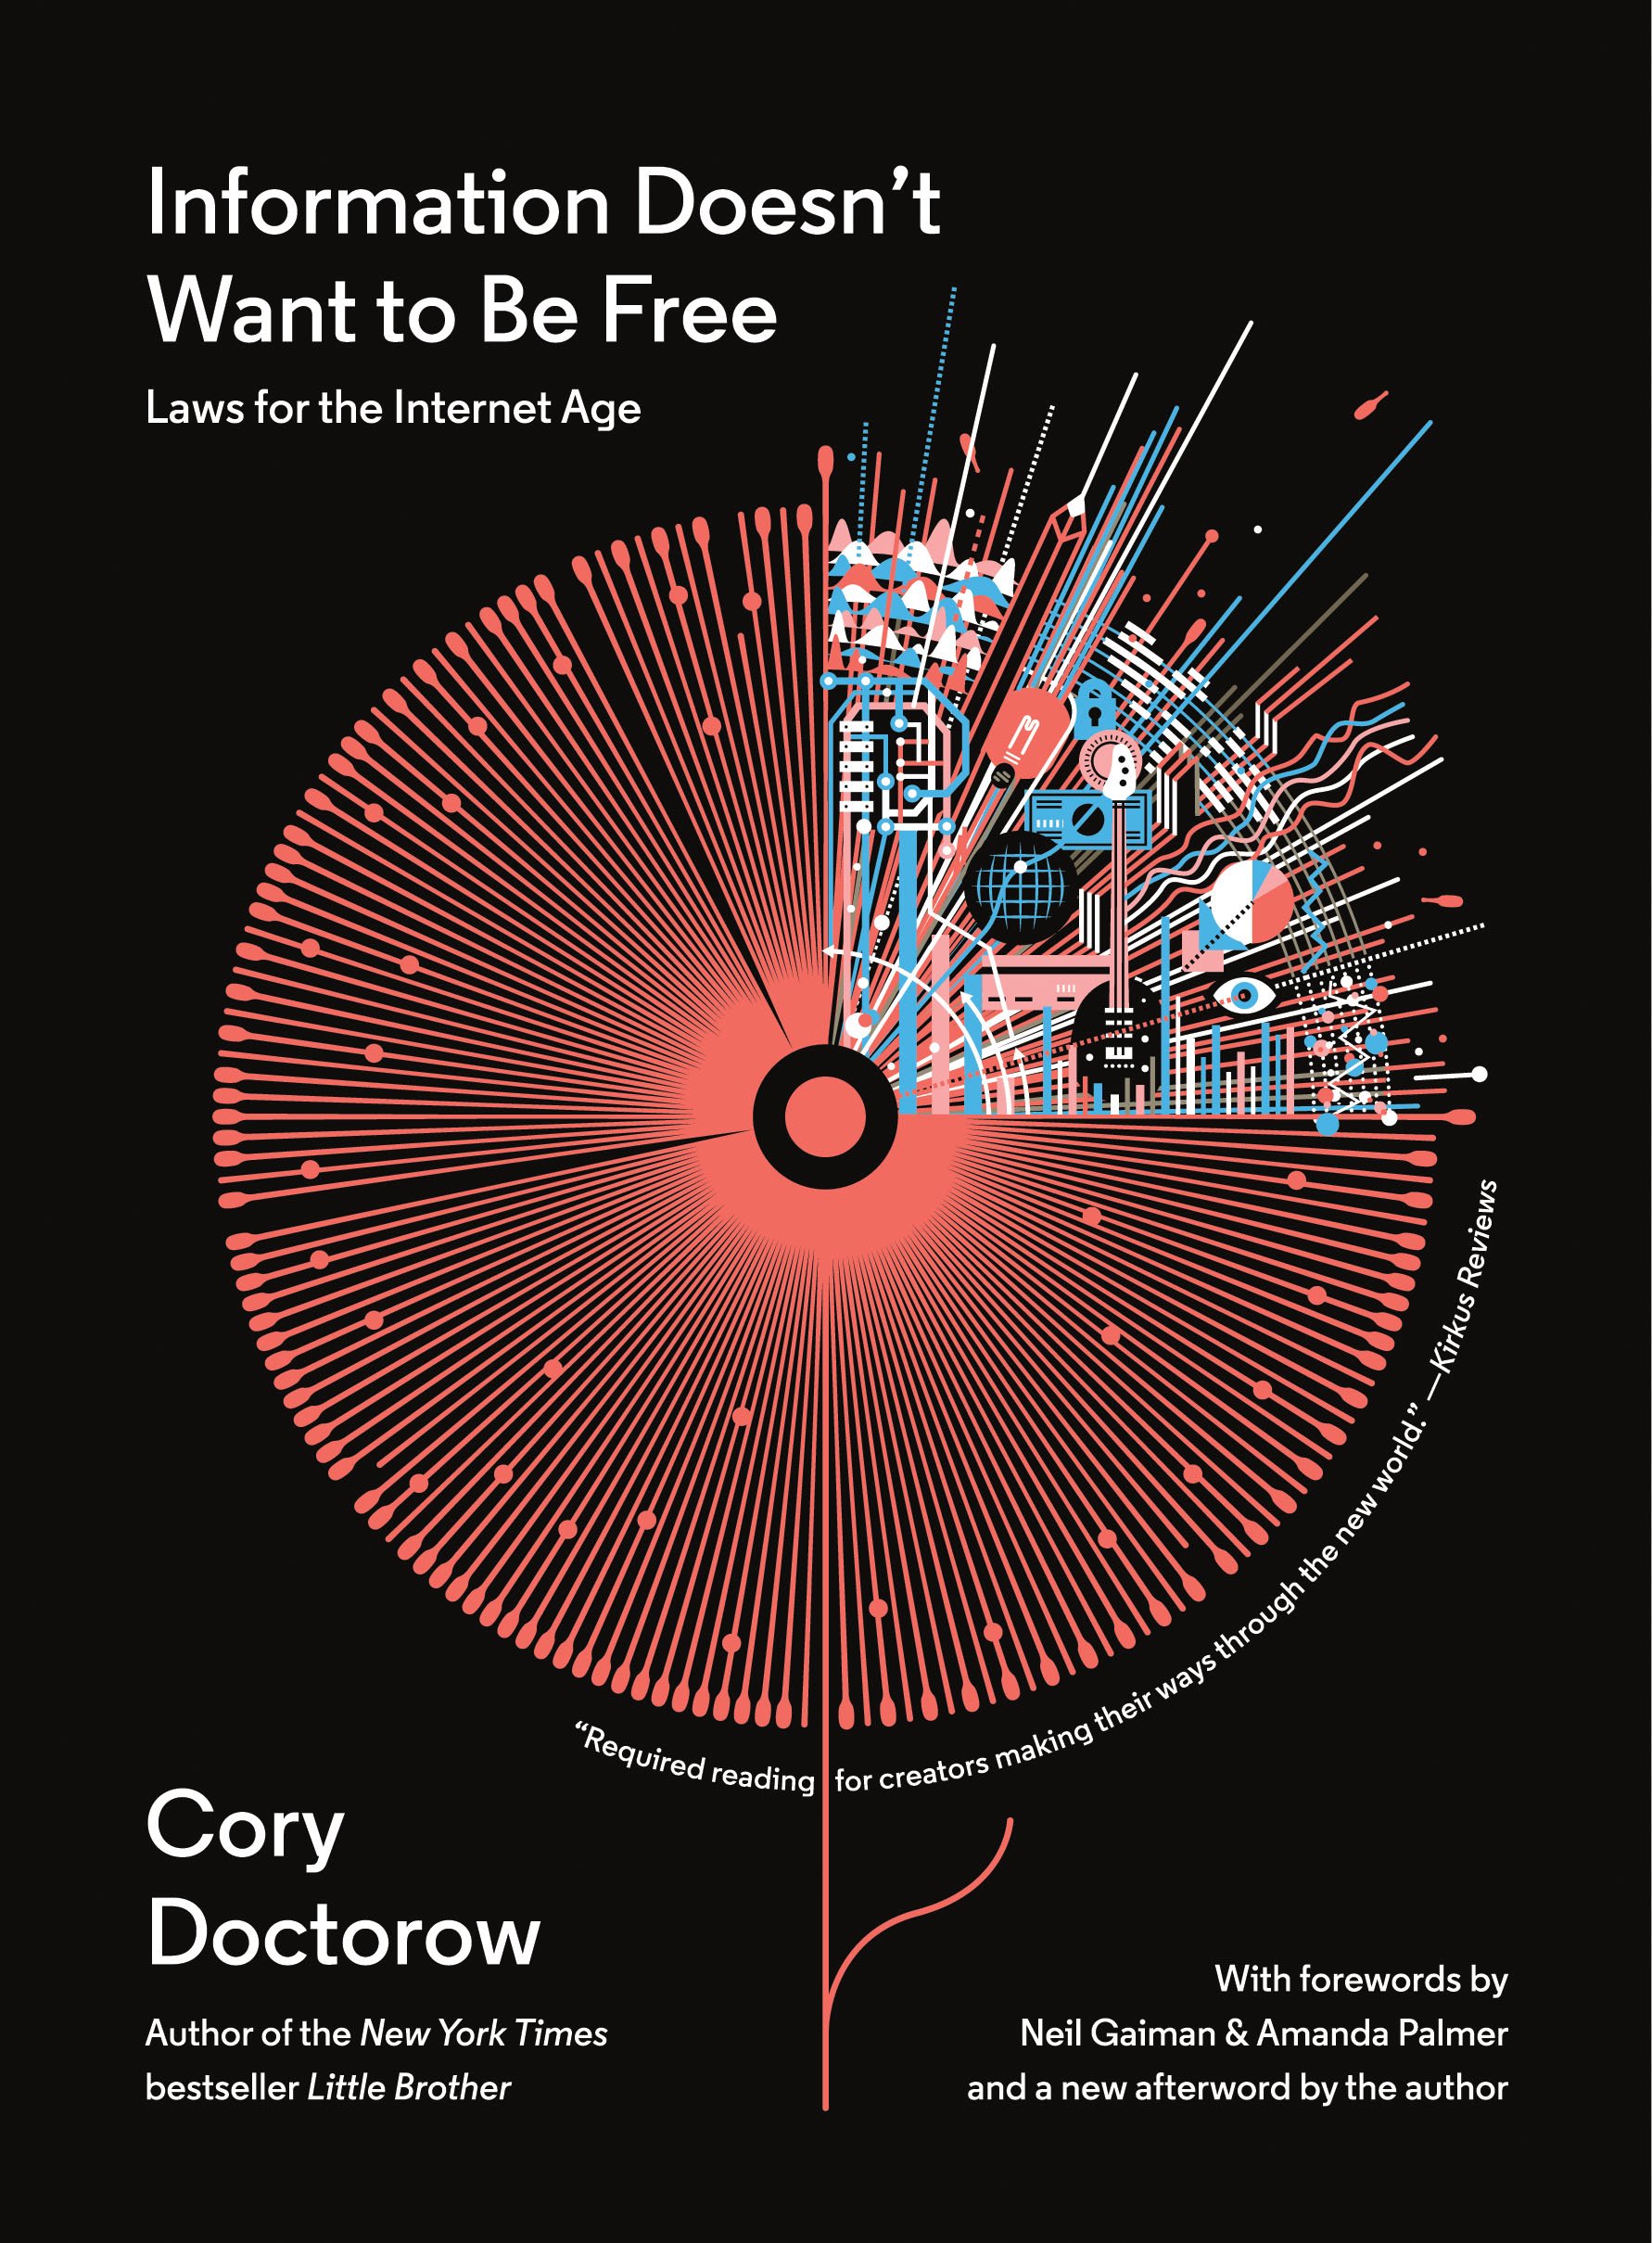 Information Doesn’t
Want to Be Free
Laws for the Internet Age
“Required reading for creators making their ways through the new world.” —Kirkus Reviews
Cory
Doctorow
Author of the New York Times
bestseller Little Brother
With forewords by
Neil Gaiman & Amanda Palmer
and a new afterword by the author